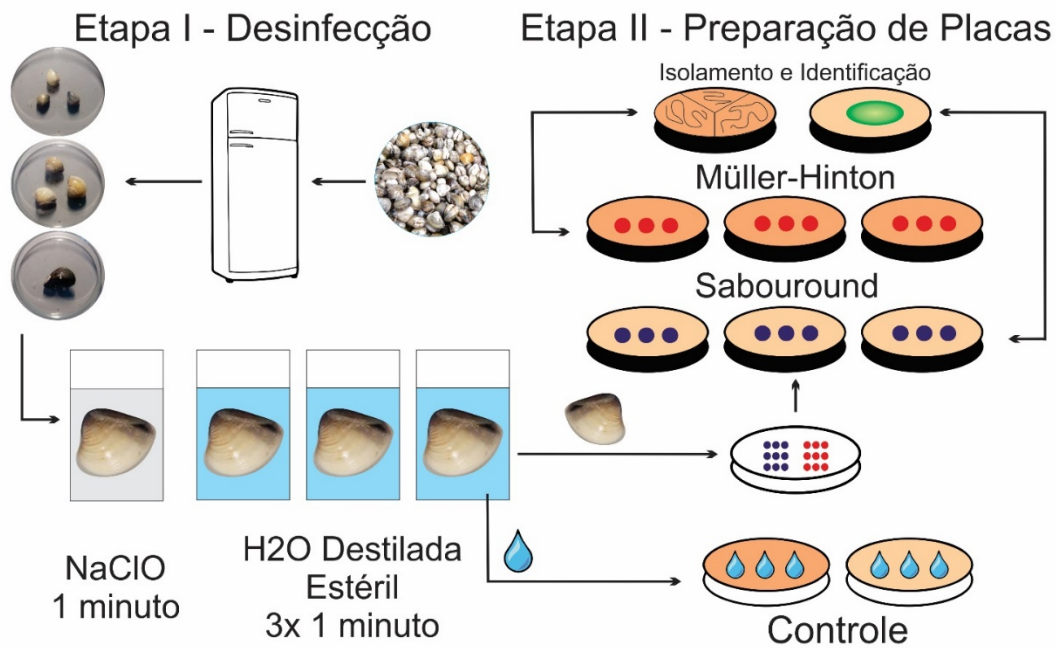 Etapa I - Desinfecção
Etapa II - Preparação de Placas
Isolamento e Identificação
Müller-Hinton
Sabouround
NaClO
1 minuto
H2O Destilada
Estéril
3x 1 minuto
Controle